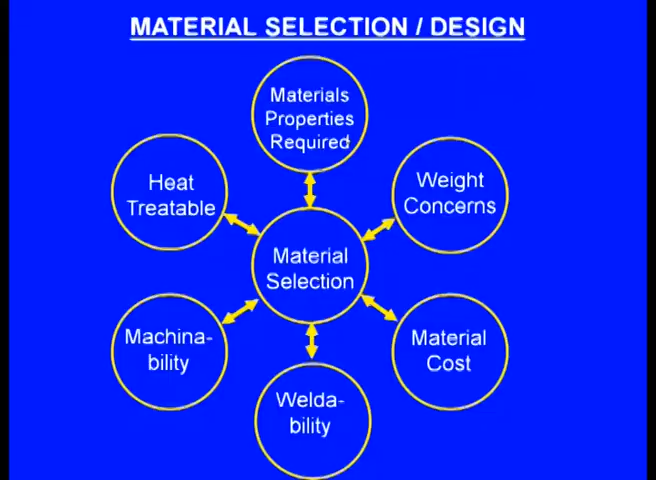 MATERIAL SELECTION / DESIGN
Materials
Properties
Required
Heat
Treatable
Weight
Concerns
Material
Selection
Machina-
bility
Material
Cost
Welda-
bility